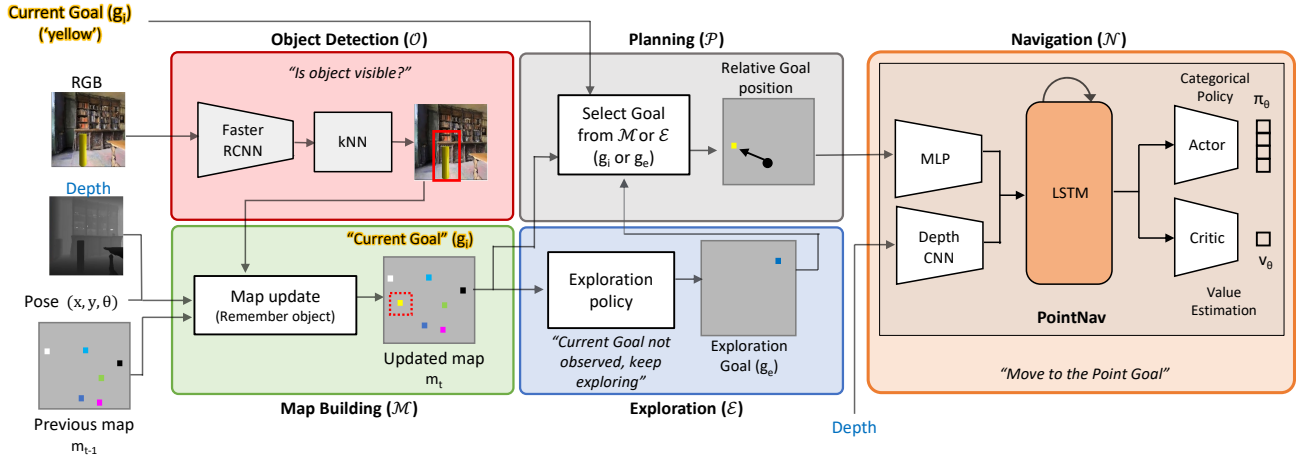 Current Goal (gi)
('yellow')
Object Detection (𝒪)
Planning (𝒫)
Navigation (𝒩)
"Is object visible?"
RGB
Faster
RCNN
kNN
Select Goal
from ℳ or ℰ
(gi or ge)
Relative Goal
position
Categorical
Policy
πθ
MLP
LSTM
Actor
Depth
CNN
Critic
vθ
Value
Estimation
PointNav
"Move to the Point Goal"
Depth
Depth
Pose (x, y, θ)
Previous map
mt-1
"Current Goal" (gi)
Map update
(Remember object)
Updated map
mt
Map Building (ℳ)
Exploration
policy
"Current Goal not
observed, keep
exploring"
Exploration
Goal (ge)
Exploration (ℰ)